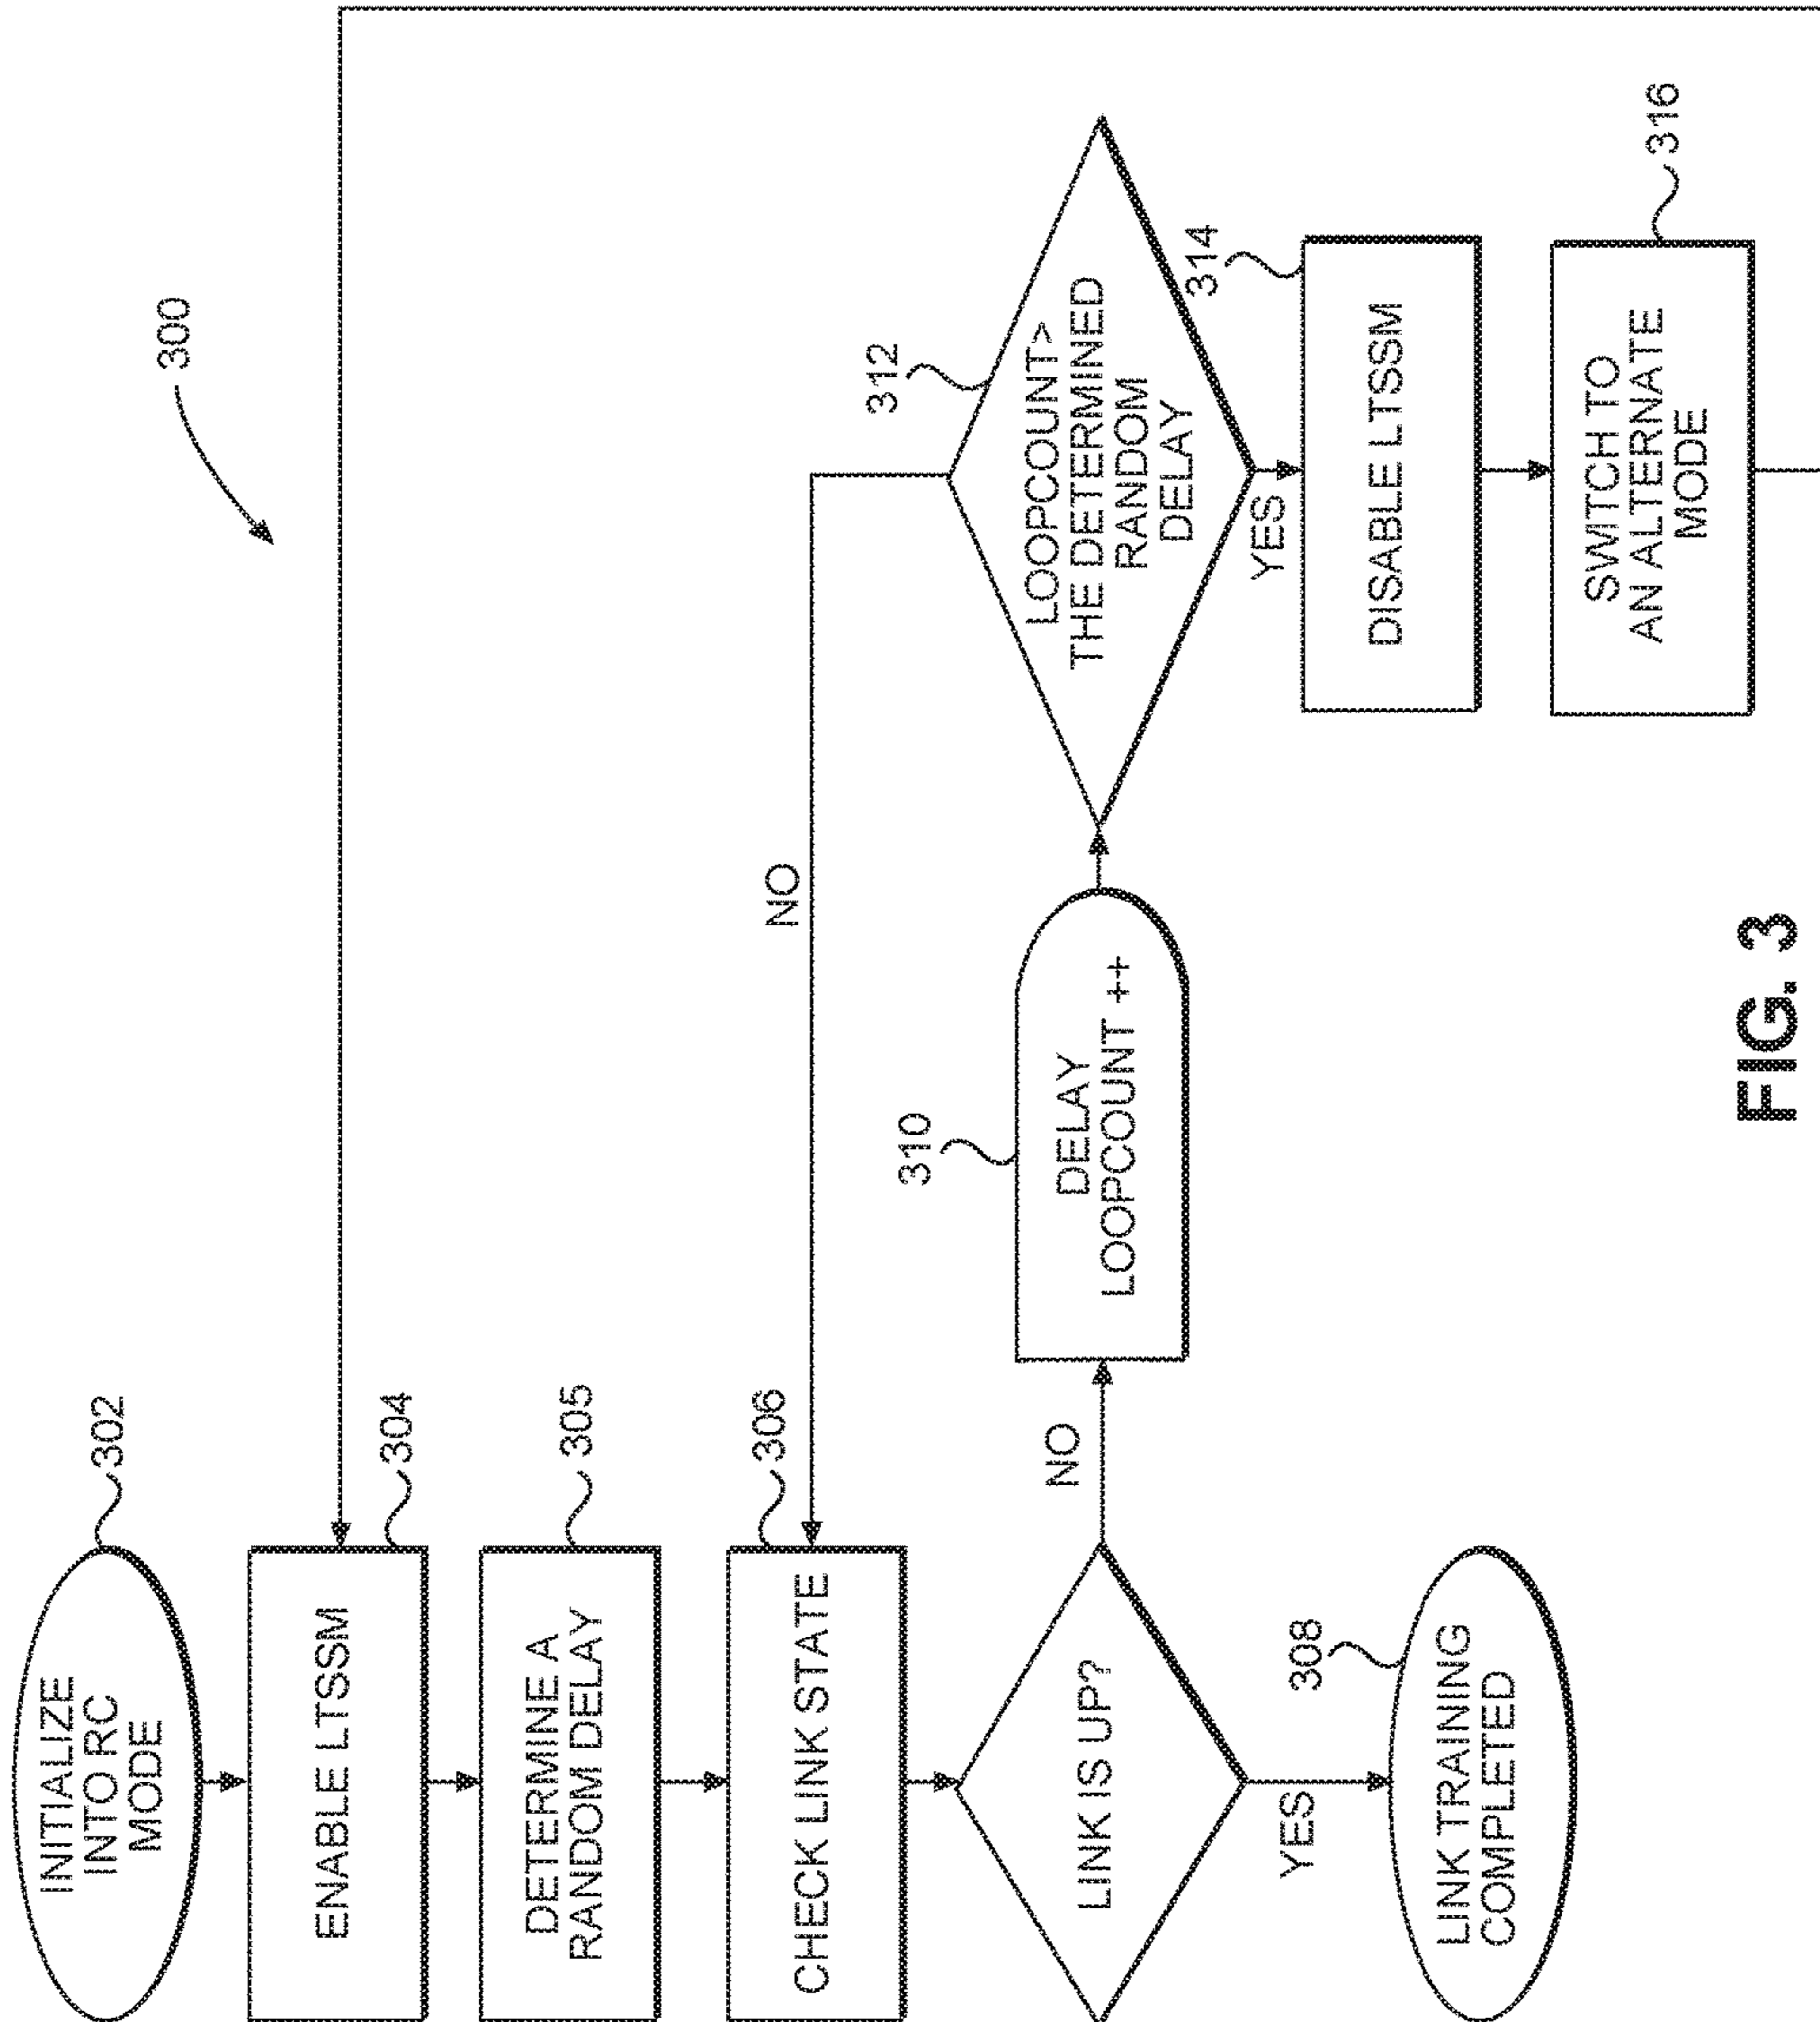 300
INITIALIZE
INTO RC
MODE
302
ENABLE LTSSM
304
DETERMINE A
RANDOM DELAY
305
CHECK LINK STATE
306
LINK IS UP?
NO
YES
LINK TRAINING
COMPLETED
308
DELAY
LOOPCOUNT ++
310
NO
LOOPCOUNT>
THE DETERMINED
RANDOM
DELAY
312
YES
DISABLE LTSSM
314
SWITCH TO
AN ALTERNATE
MODE
316
FIG. 3